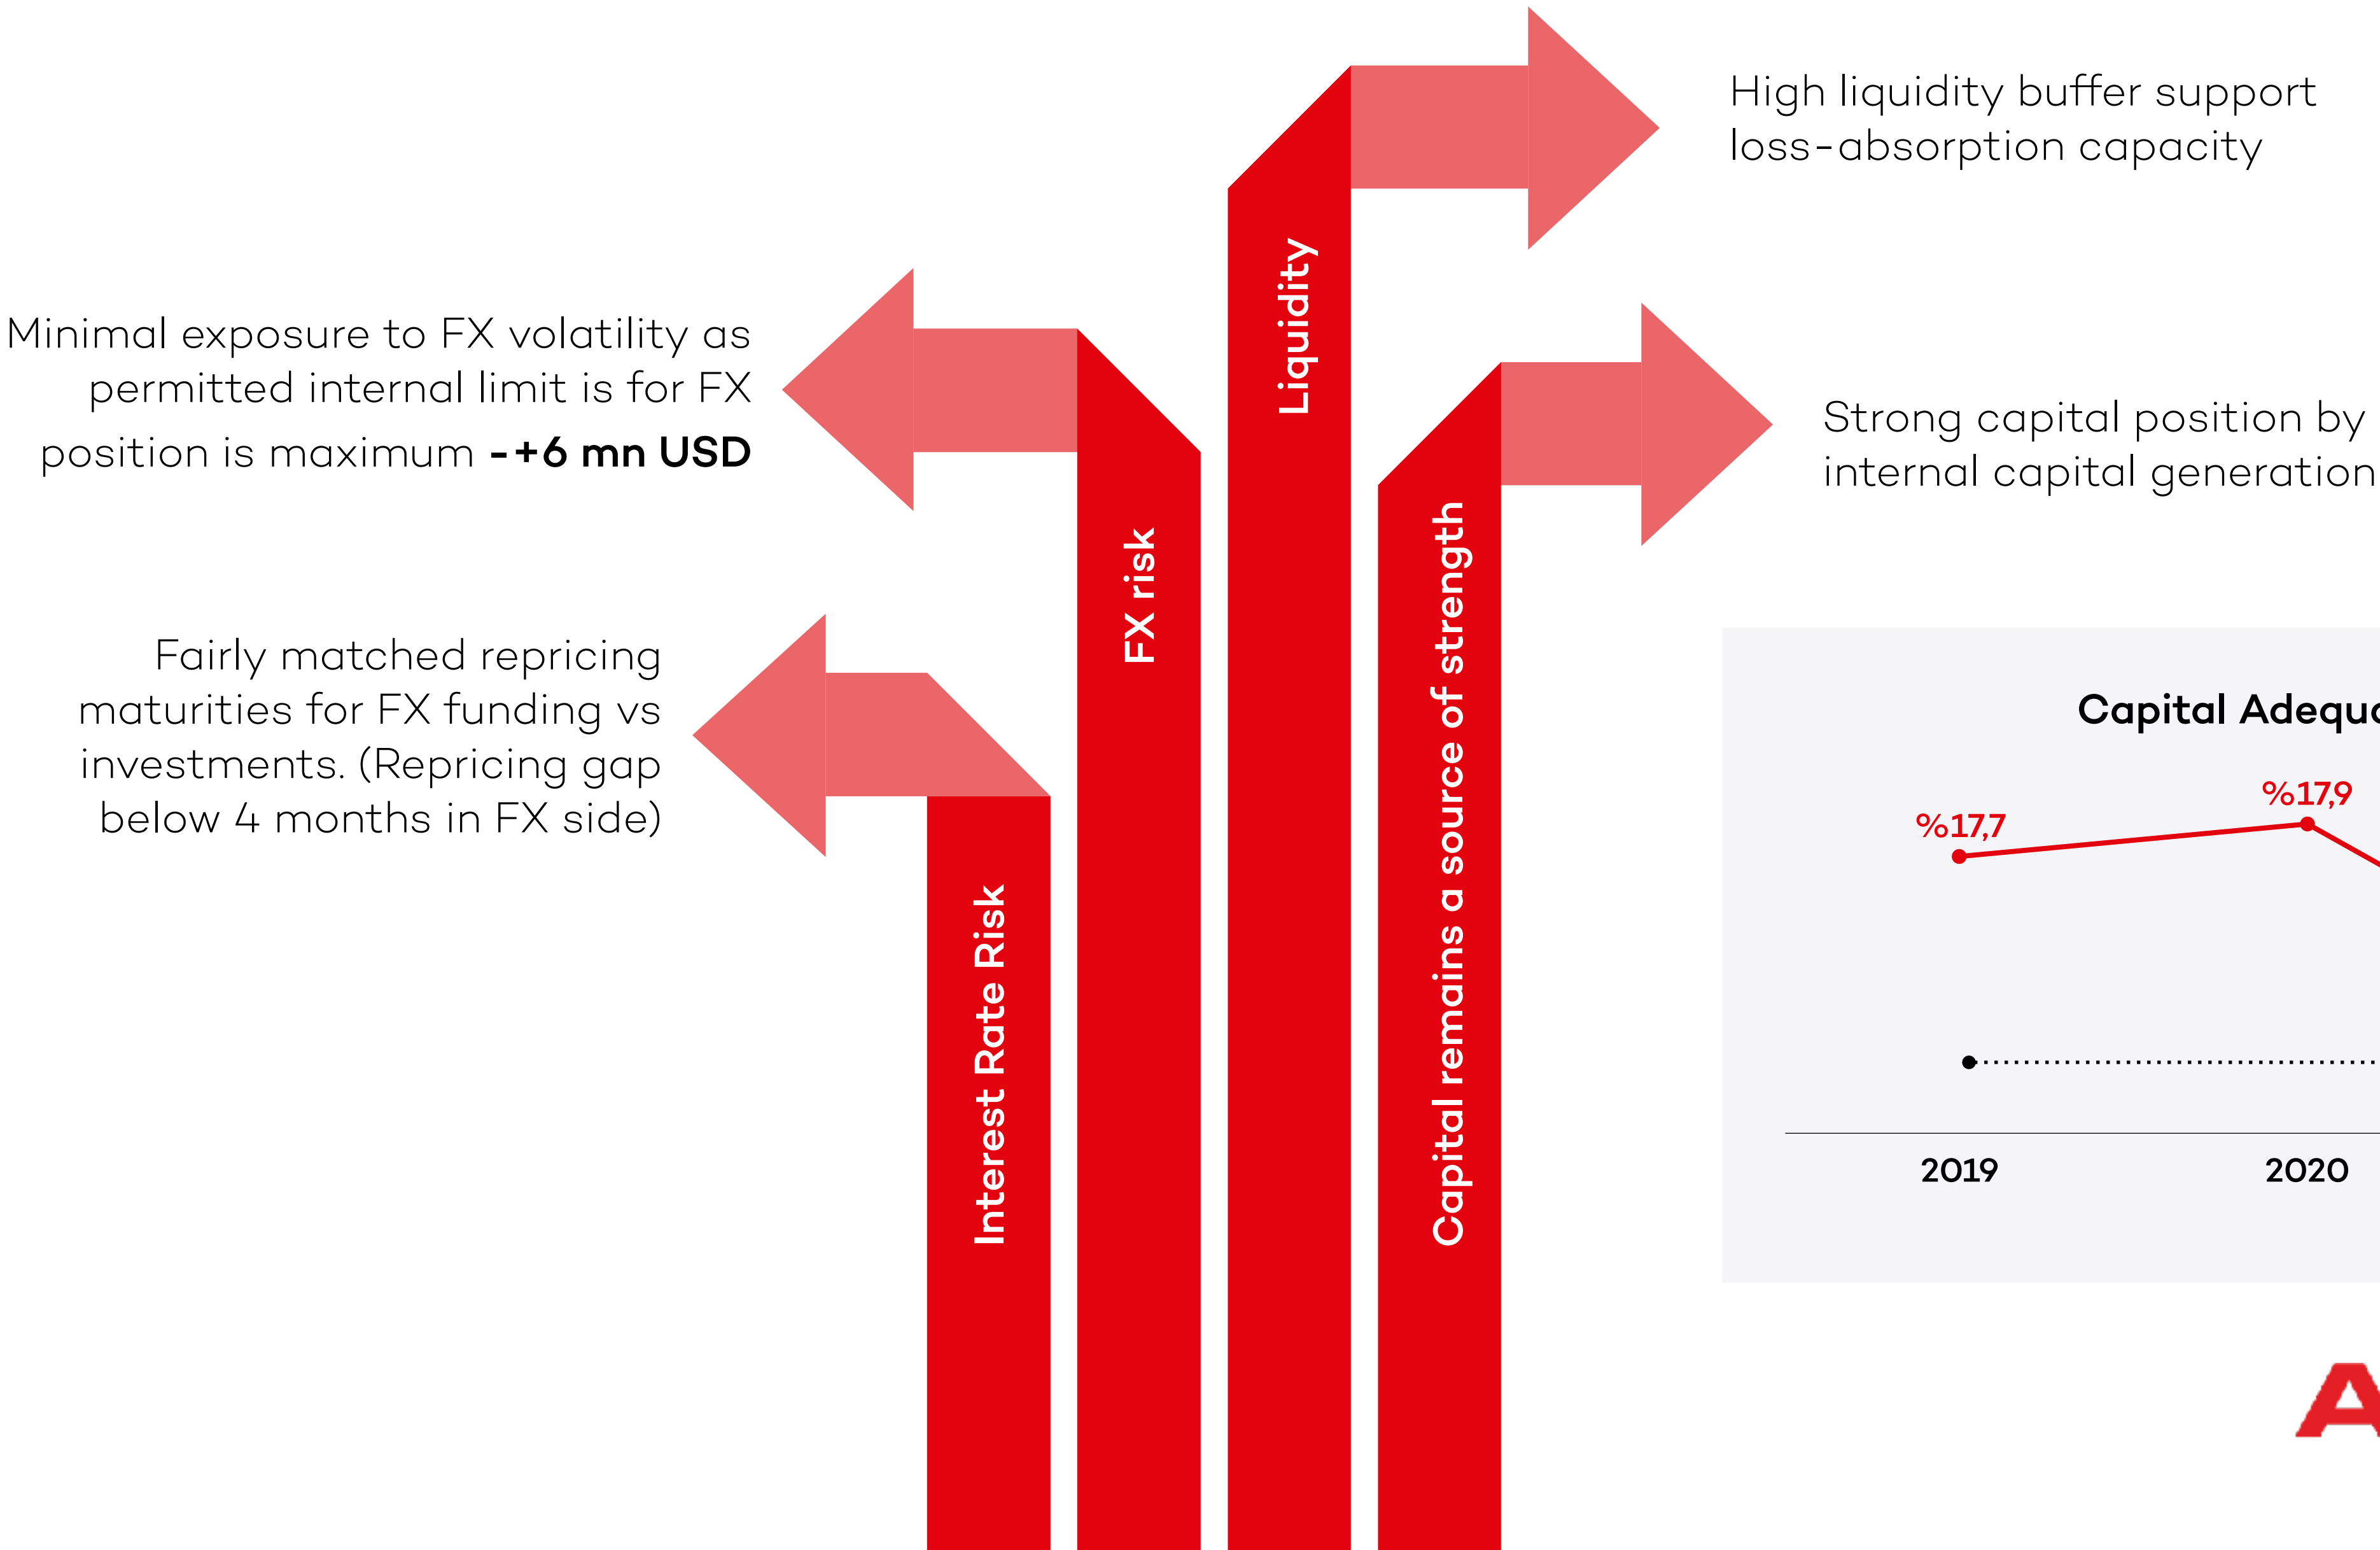 High liquidity buffer support
loss-absorption capacity
Minimal exposure to FX volatility as
permitted internal limit is for FX
position is maximum -+6 mn USD
Strong capital position by
internal capital generation
Fairly matched repricing
maturities for FX funding vs
investments. (Repricing gap
below 4 months in FX side)
Interest Rate Risk
FX risk
Liquidity
Capital remains a source of strength
Capital
%17,7
%17,9
2019
2020